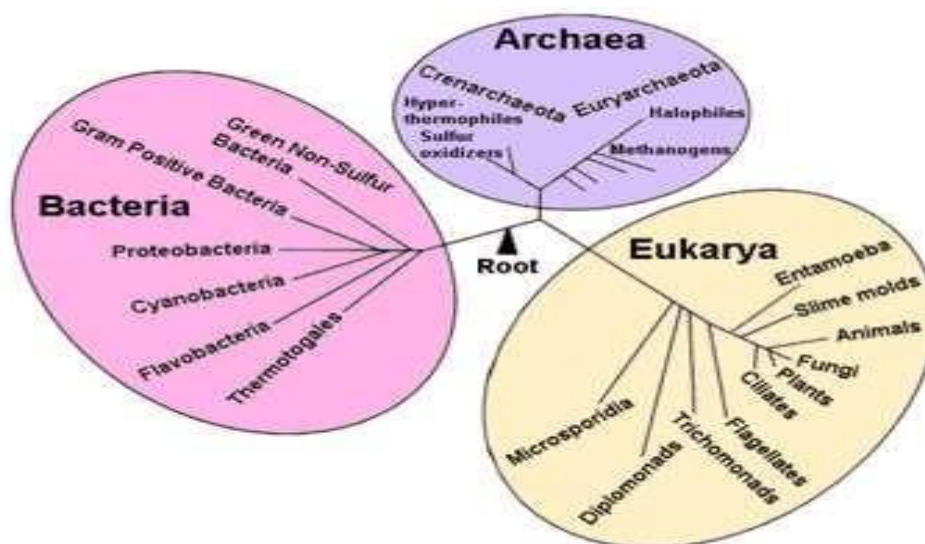 Archaea
Crenarchaeota
Euryarchaeota
Hyper-
thermophiles
Sulfur
oxidizers
Halophiles
Methanogens
Bacteria
Green Non-Sulfur
Bacteria
Gram Positive Bacteria
Proteobacteria
Cyanobacteria
Flavobacteria
Thermotogales
Root
Eukarya
Entamoeba
Slime molds
Animals
Fungi
Plants
Ciliates
Flagellates
Trichomonads
Diplomonads
Microsporidia